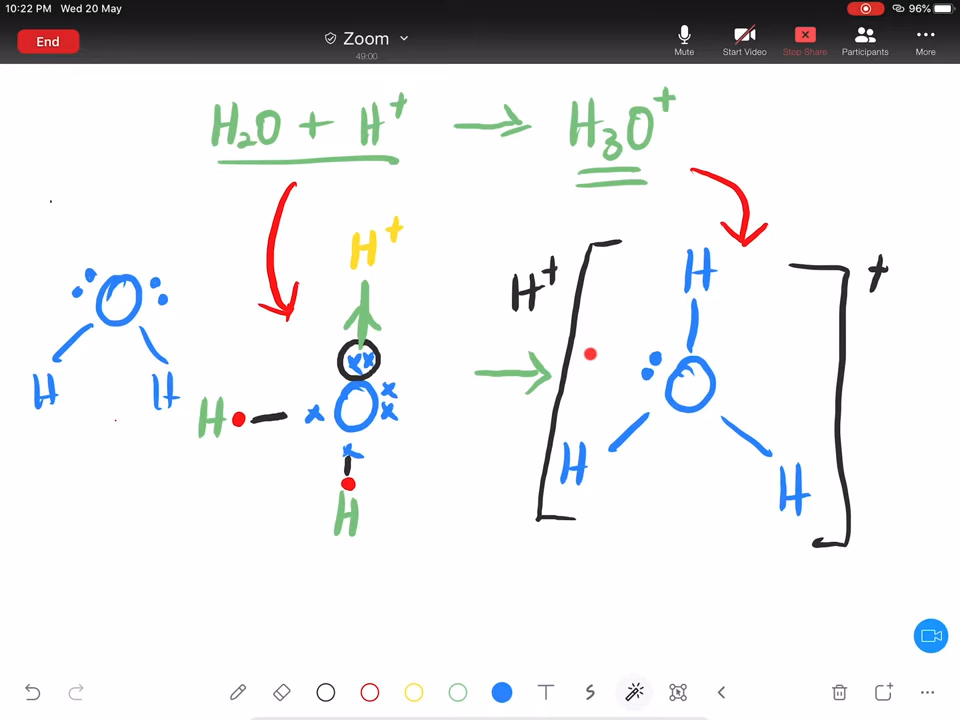 10:22 PM Wed 20 May
96%
End
Zoom
49:00
Mute
Start Video
Stop Share
Participants
More
H₂O + H⁺ → H₃O⁺
H⁺
H⁺
H
+
O
xx
O
x
x
x
O
H
H
H
x
H
H
H
T